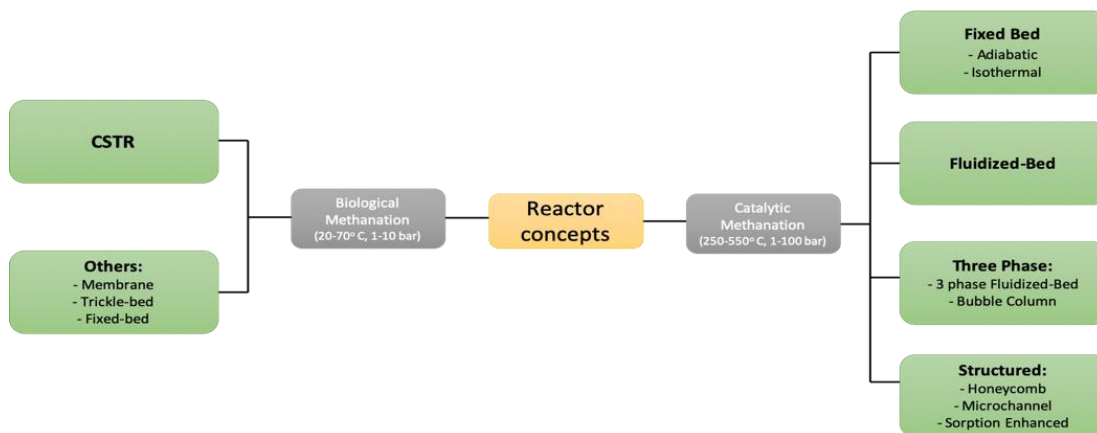 CSTR
Others:
- Membrane
- Trickle-bed
- Fixed-bed
Biological
Methanation
(20-70° C, 1-10 bar)
Reactor
concepts
Catalytic
Methanation
(250-550° C, 1-100 bar)
Fixed Bed
- Adiabatic
- Isothermal
Fluidized-Bed
Three Phase:
- 3 phase Fluidized-Bed
- Bubble Column
Structured:
- Honeycomb
- Microchannel
- Sorption Enhanced